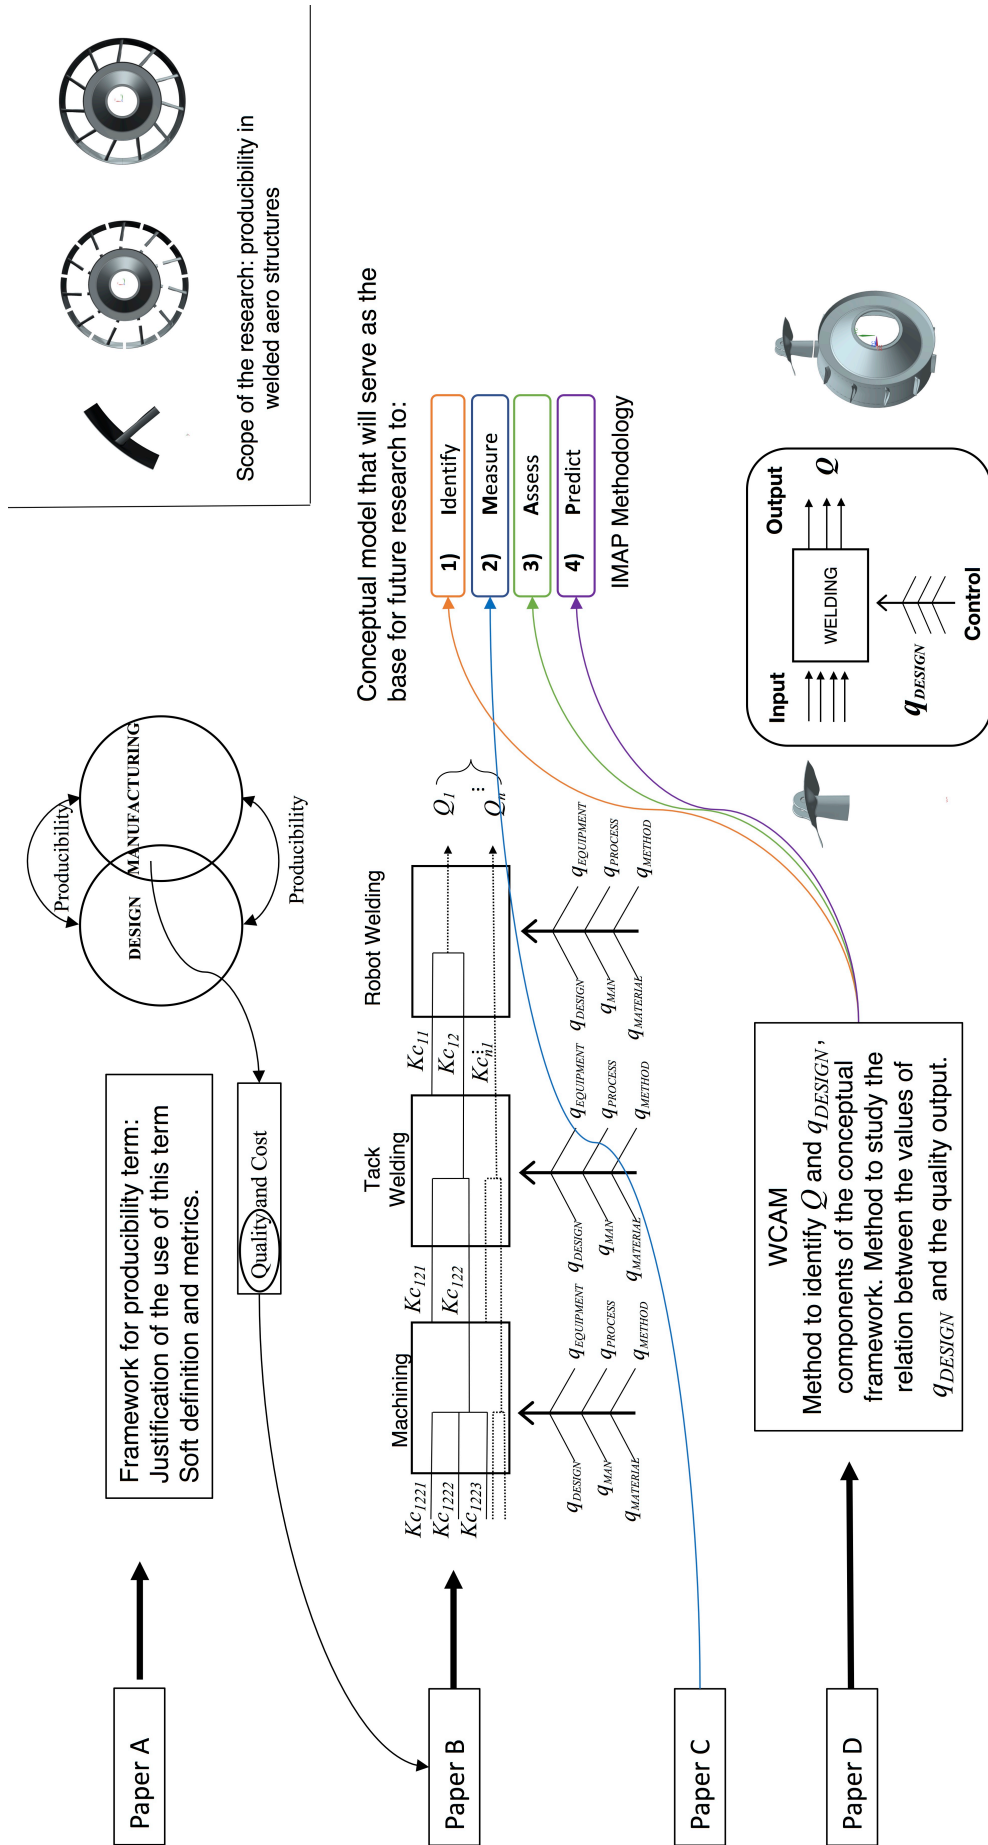 Paper A
Framework for producibility term:
Justification of the use of this term
Soft definition and metrics.
Producibility
DESIGN
MANUFACTURING
Producibility
Quality and Cost
Scope of the research: producibility in
welded aero structures
Paper B
Machining
Kc1221
Kc1222
Kc1223
qDESIGN
qMAN
qMATERIAL
qEQUIPMENT
qPROCESS
qMETHOD
Tack
Welding
Kc121
Kc122
qDESIGN
qMAN
qMATERIAL
qEQUIPMENT
qPROCESS
qMETHOD
Robot Welding
Kc11
Kc12
⋮
Kcn1
qDESIGN
qMAN
qMATERIAL
qEQUIPMENT
qPROCESS
qMETHOD
Q1
⋮
Qn
Conceptual model that will serve as the
base for future research to:
1) Identify
2) Measure
3) Assess
4) Predict
IMAP Methodology
Paper C
Paper D
WCAM
Method to identify Q and qDESIGN,
components of the conceptual
framework. Method to study the
relation between the values of
qDESIGN and the quality output.
Input
Output
WELDING
Q
qDESIGN
Control